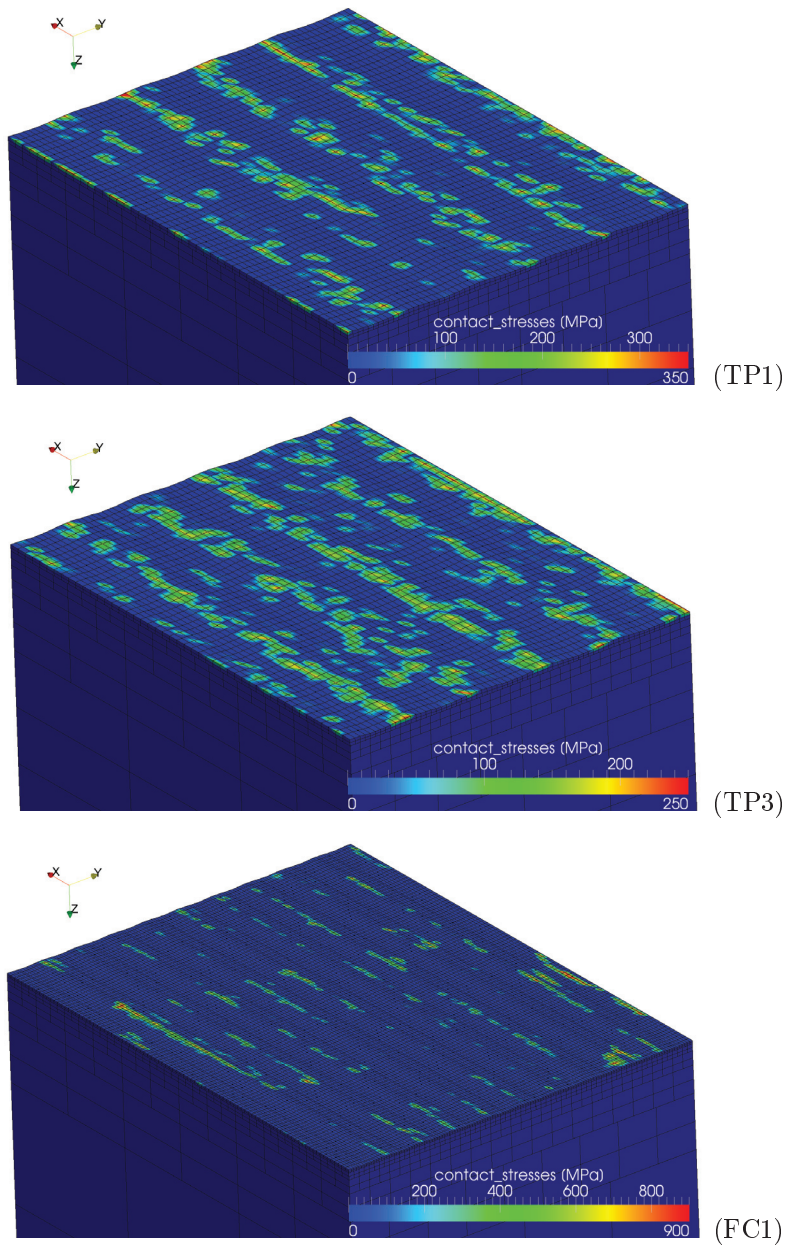 X Y
Z
contact_stresses [MPa]
100 200 300
0 350
(TP1)
X Y
Z
contact_stresses [MPa]
100 200
0 250
(TP3)
X Y
Z
contact_stresses [MPa]
200 400 600 800
0 900
(FC1)